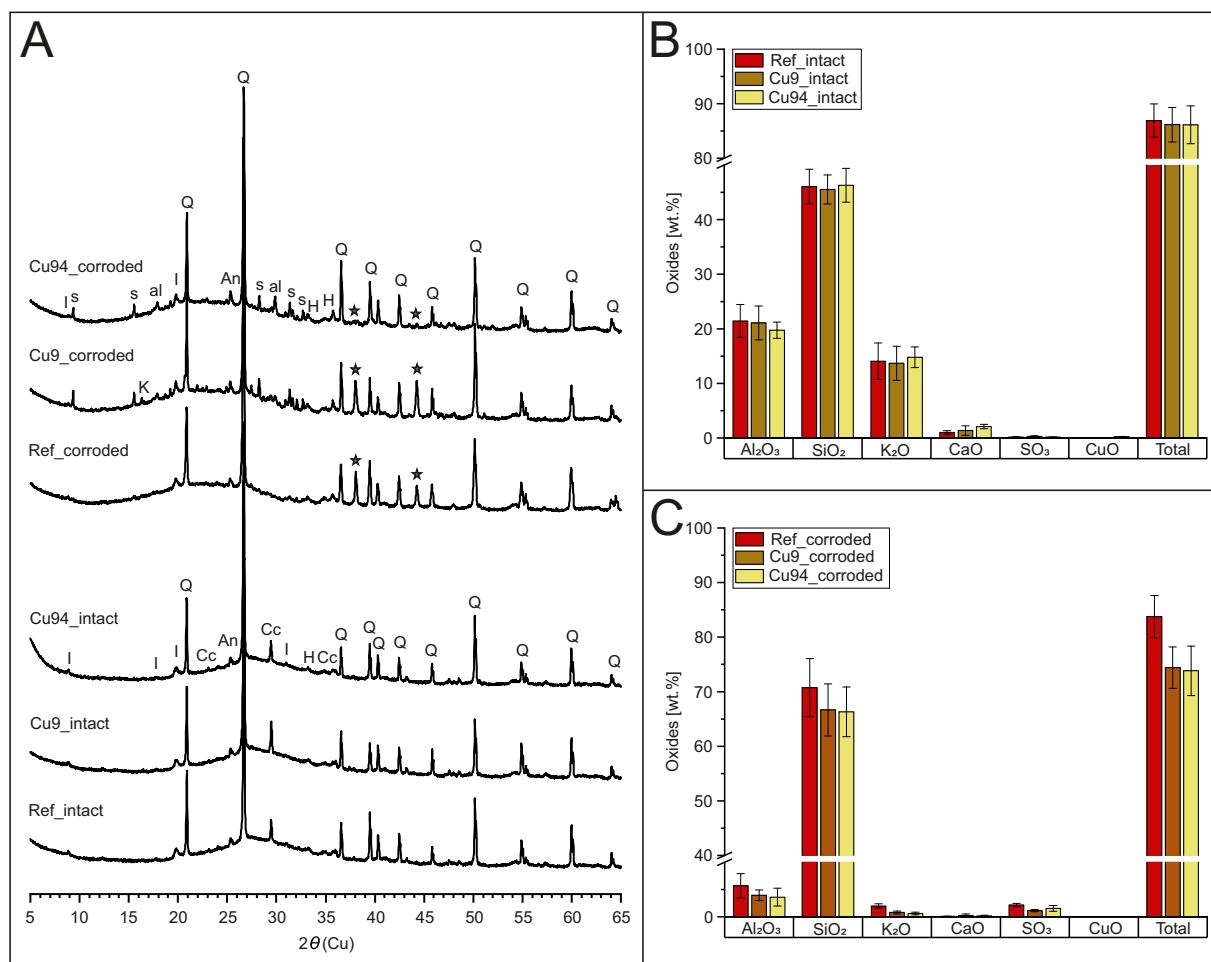 A
Q
Q
Cu94_corroded
I s s al I An s al s s H H Q Q Q Q Q Q Q Q
Cu9_corroded
K
Ref_corroded
Cu94_intact
I I I Q Cc An Cc I H Cc Q Q Q Q Q Q Q Q Q
Cu9_intact
Ref_intact
5 10 15 20 25 30 35 40 45 50 55 60 65
2θ(Cu)
B
Ref_intact
Cu9_intact
Cu94_intact
Oxides [wt.%]
100
90
80
40
30
20
10
0
Al₂O₃ SiO₂ K₂O CaO SO₃ CuO Total
C
Ref_corroded
Cu9_corroded
Cu94_corroded
Oxides [wt.%]
100
90
80
70
60
50
40
0
Al₂O₃ SiO₂ K₂O CaO SO₃ CuO Total